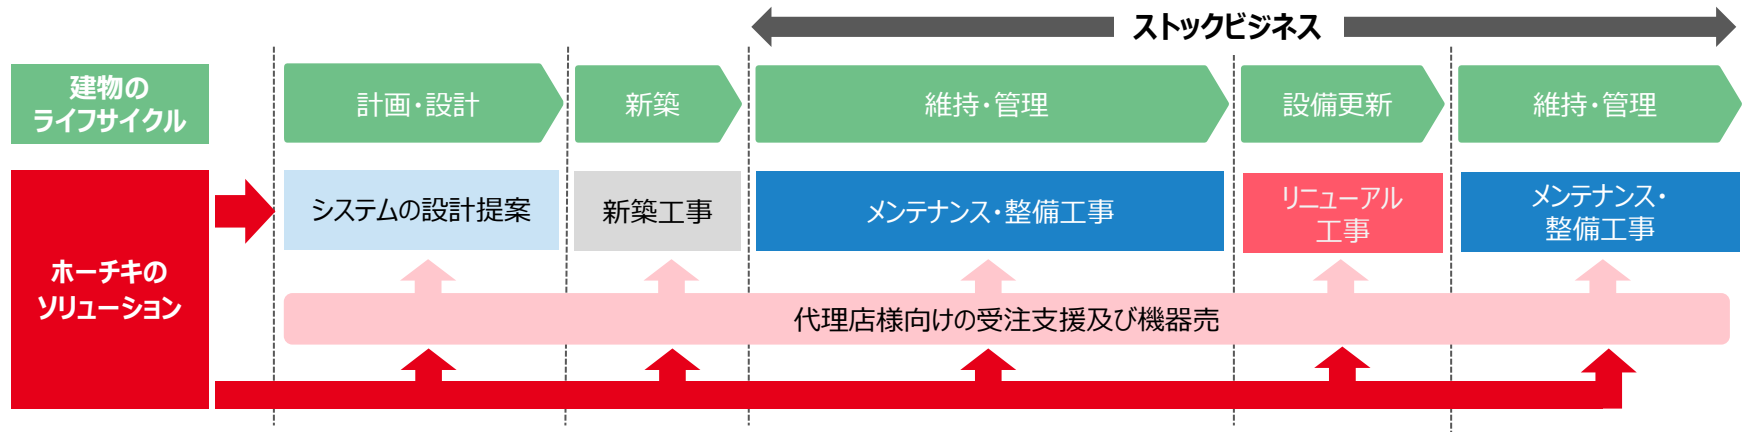 ストックビジネス
建物の
ライフサイクル
計画・設計
新築
維持・管理
設備更新
維持・管理
ホーチキの
ソリューション
システムの設計提案
新築工事
メンテナンス・整備工事
リニューアル
工事
メンテナンス・
整備工事
代理店様向けの受注支援及び機器売